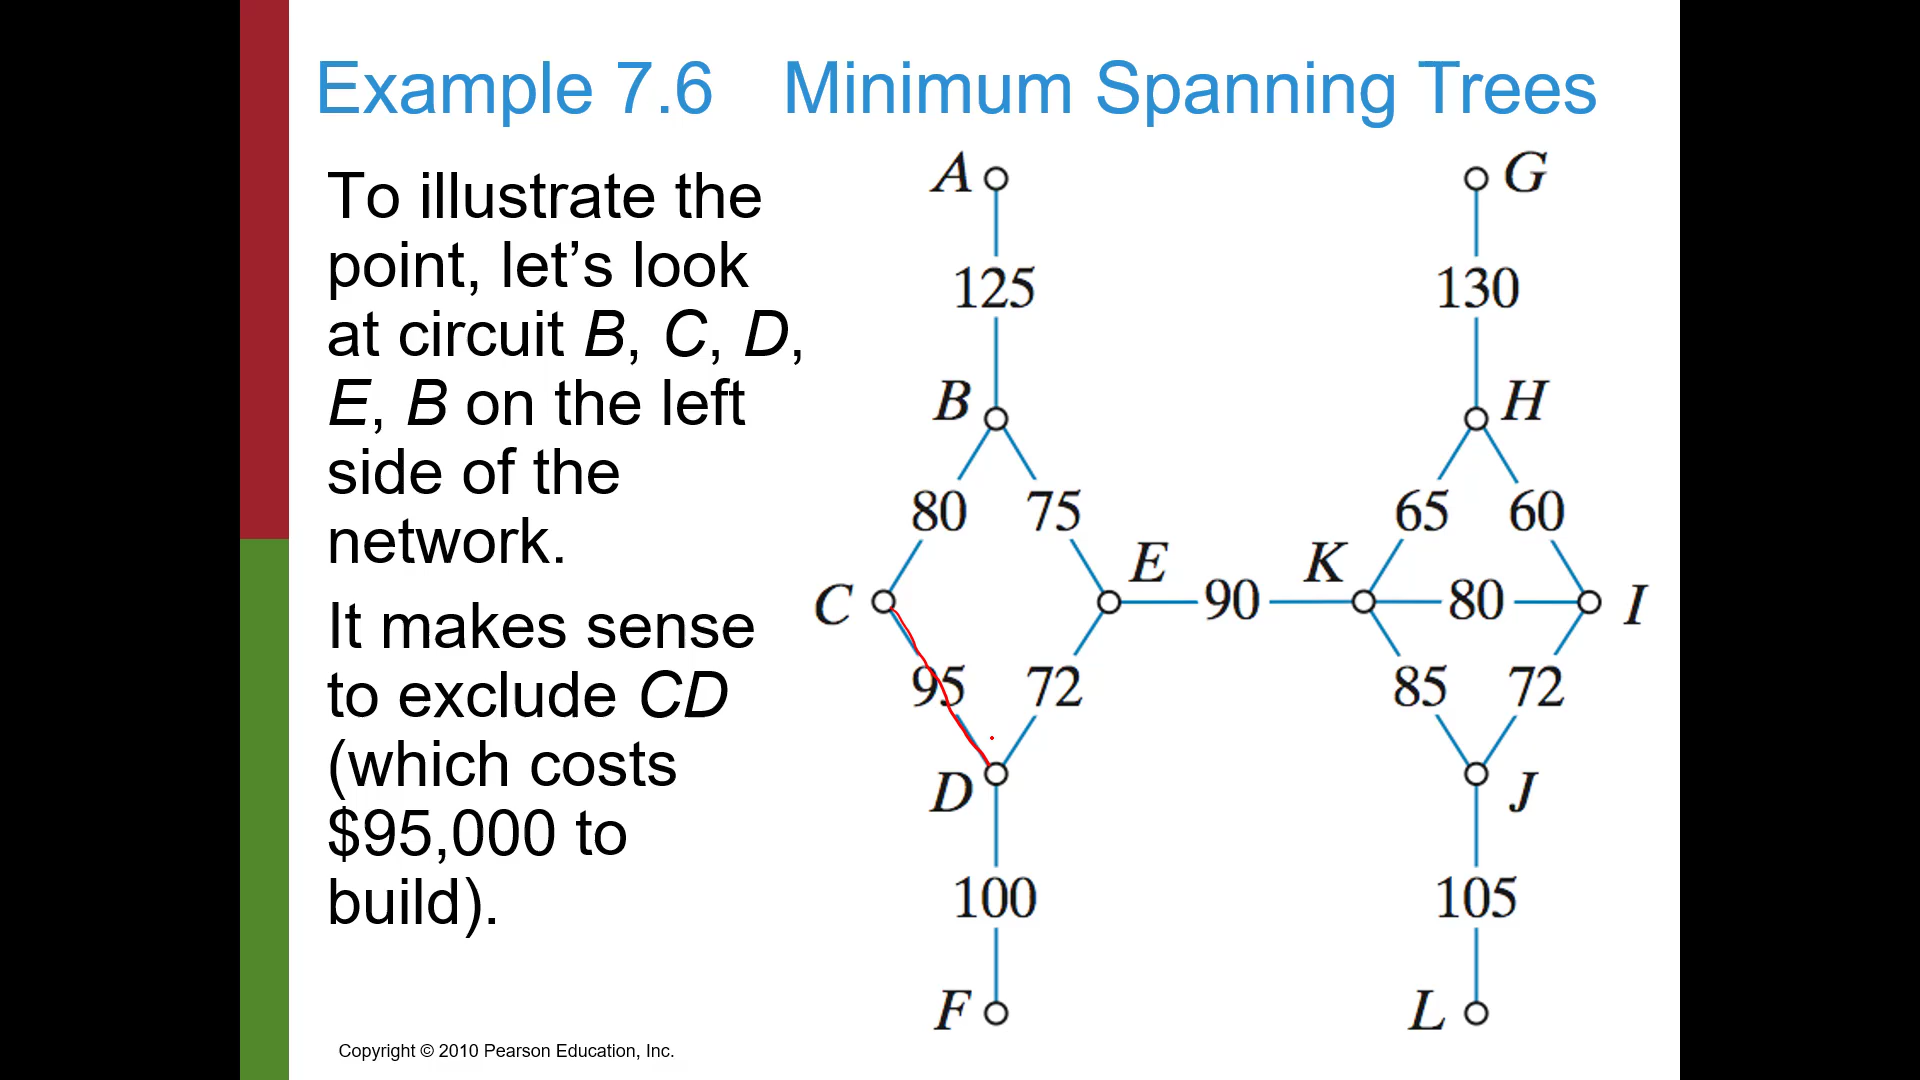 Example 7.6 Minimum Spanning Trees
To illustrate the
point, let’s look
at circuit B, C, D,
E, B on the left
side of the
network.
It makes sense
to exclude CD
(which costs
$95,000 to
build).
A
G
125
130
B
H
80
75
65
60
C
E
90
K
80
I
95
72
85
72
D
J
100
105
F
L
Copyright © 2010 Pearson Education, Inc.